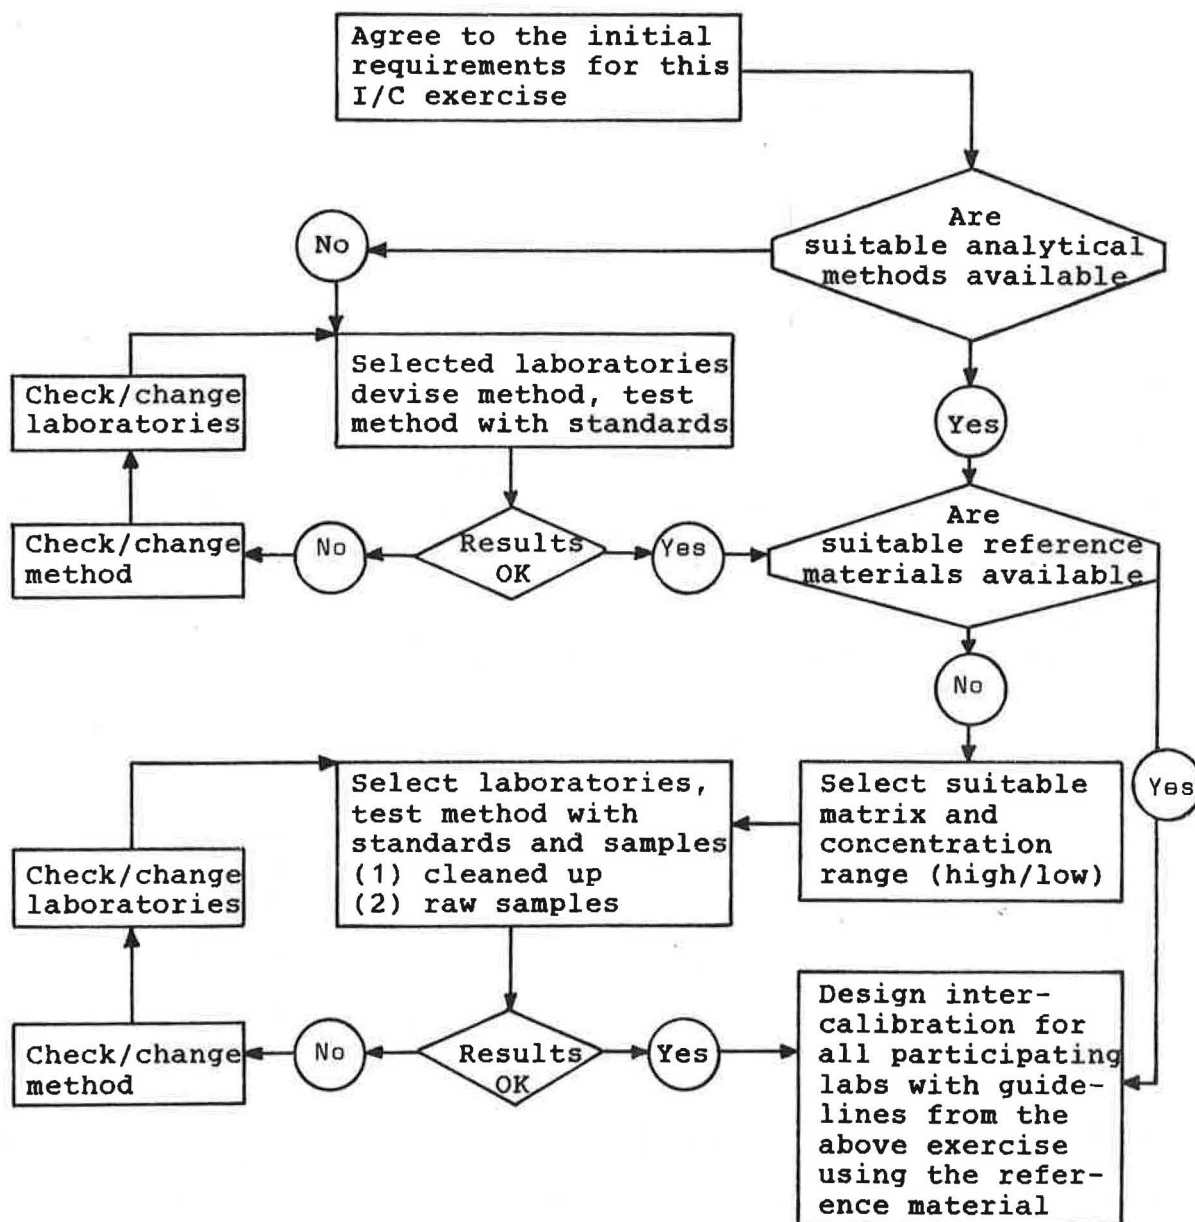 Agree to the initial
requirements for this
I/C exercise
Are
suitable analytical
methods available
No
Yes
Selected laboratories
devise method, test
method with standards
Check/change
laboratories
Check/change
method
No
Results
OK
Yes
Are
suitable reference
materials available
No
Yes
Select suitable
matrix and
concentration
range (high/low)
Select laboratories,
test method with
standards and samples
(1) cleaned up
(2) raw samples
Check/change
laboratories
Check/change
method
No
Results
OK
Yes
Design inter-
calibration for
all participating
labs with guide-
lines from the
above exercise
using the refer-
ence material